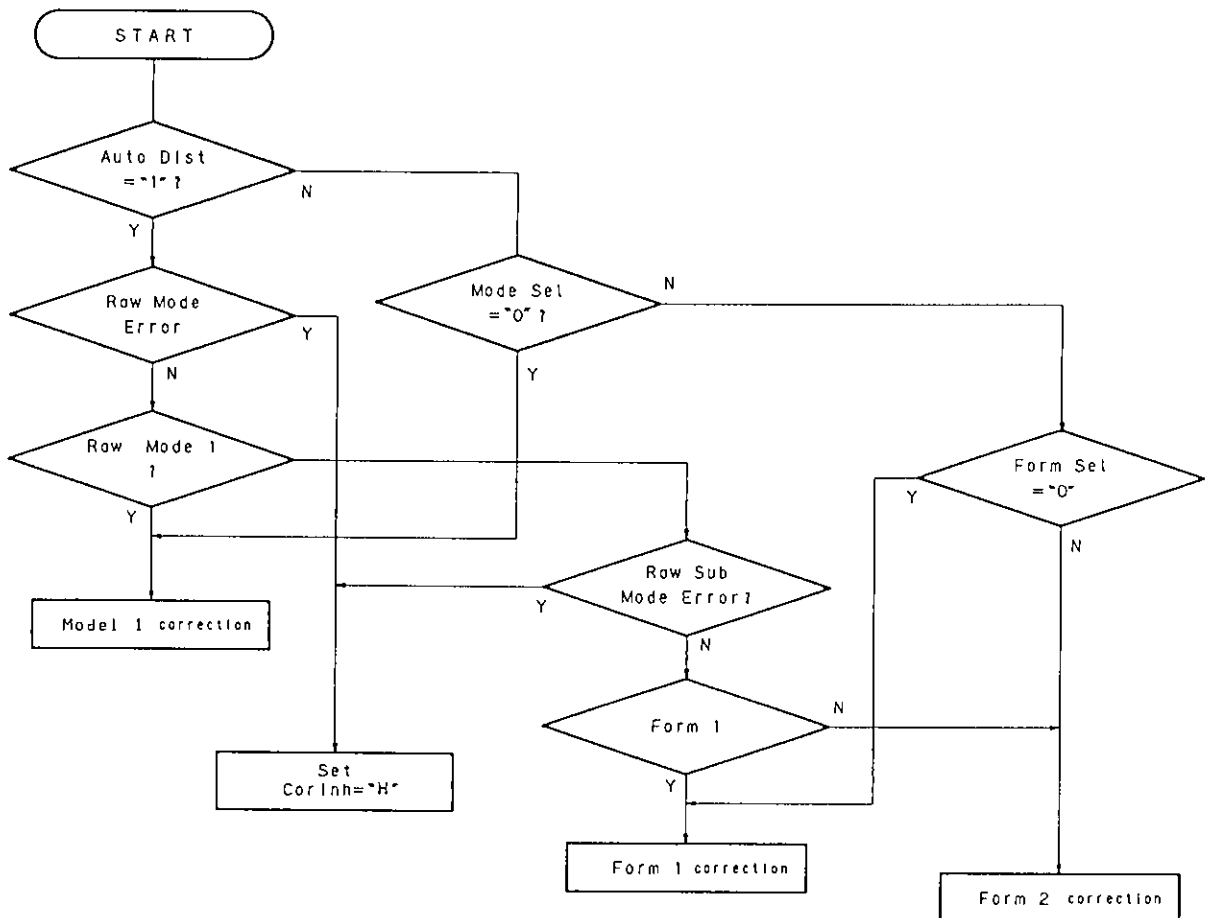 START
Auto Dist
="1"?
N
Y
Raw Mode
Error
Y
N
Mode Sel
="0"?
N
Y
Raw Mode 1
?
Y
Form Sel
="0"
Y
N
Raw Sub
Mode Error?
Y
N
Model 1 correction
Form 1
N
Y
Set
CorInh="H"
Form 1 correction
Form 2 correction